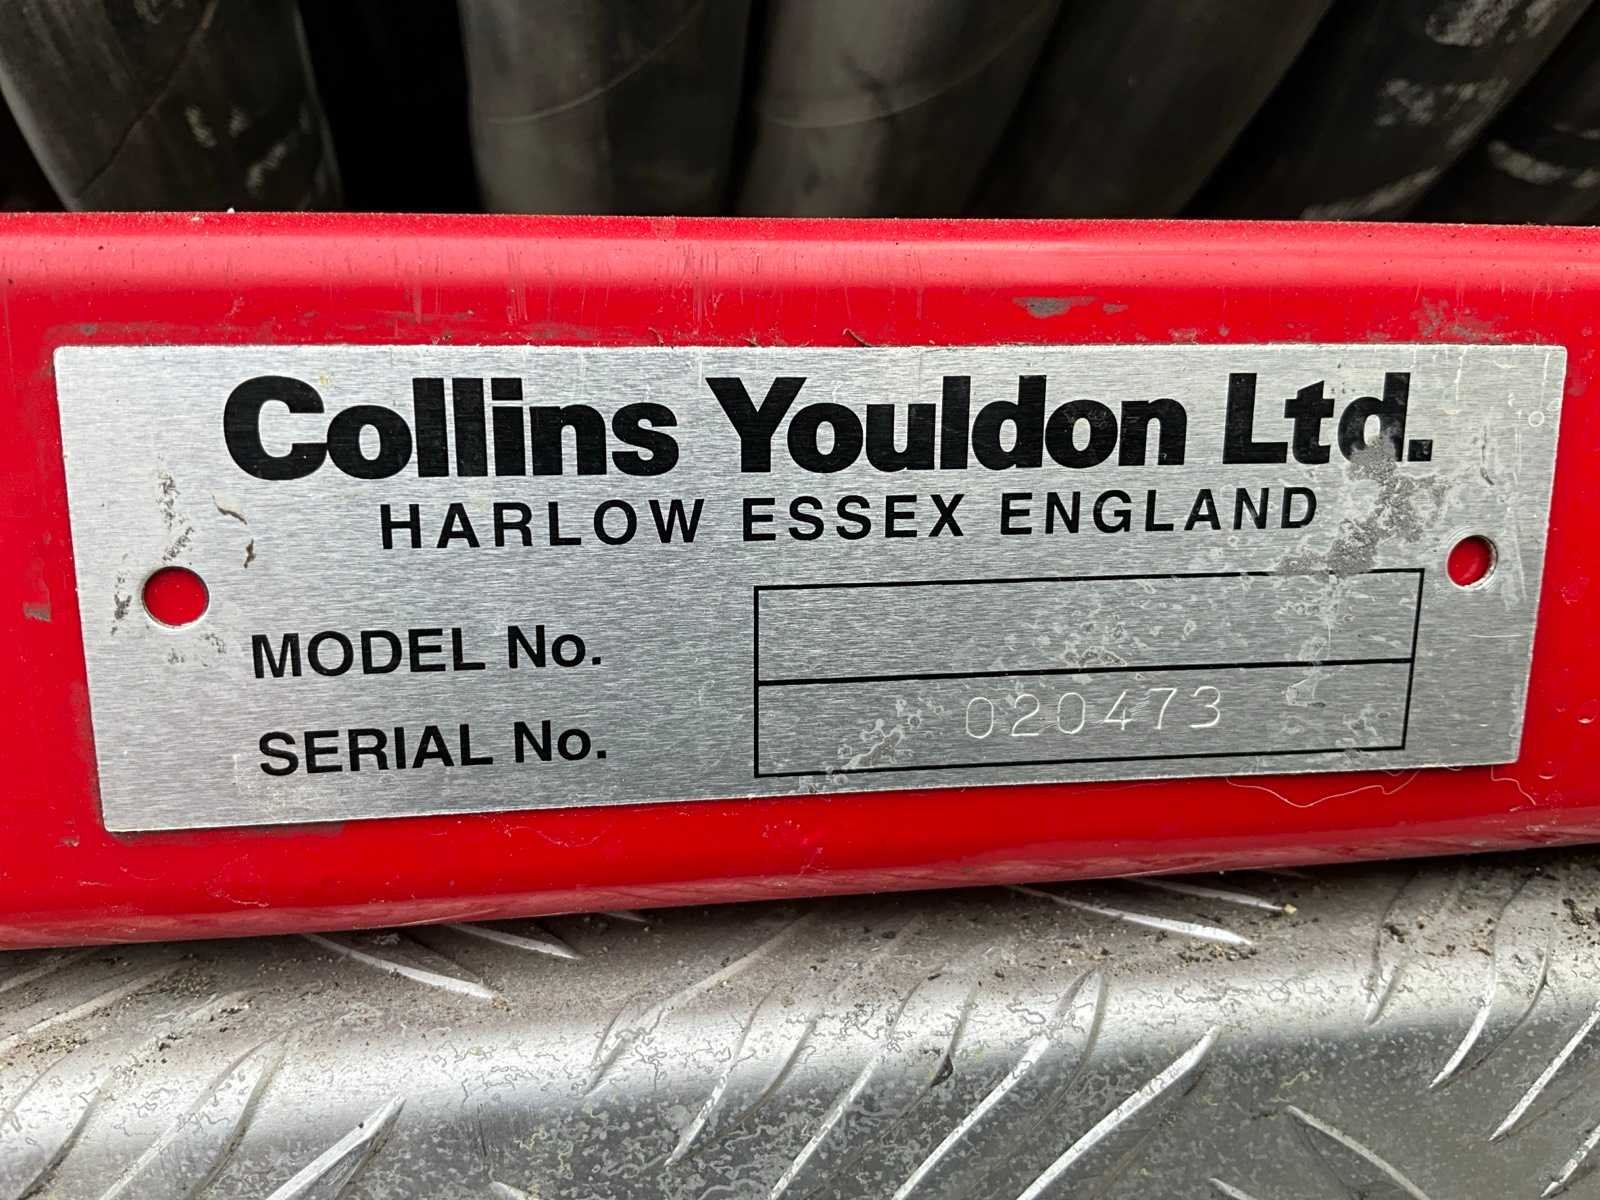 Collins Youldon Ltd.
HARLOW ESSEX ENGLAND
MODEL No.
SERIAL No. 020473